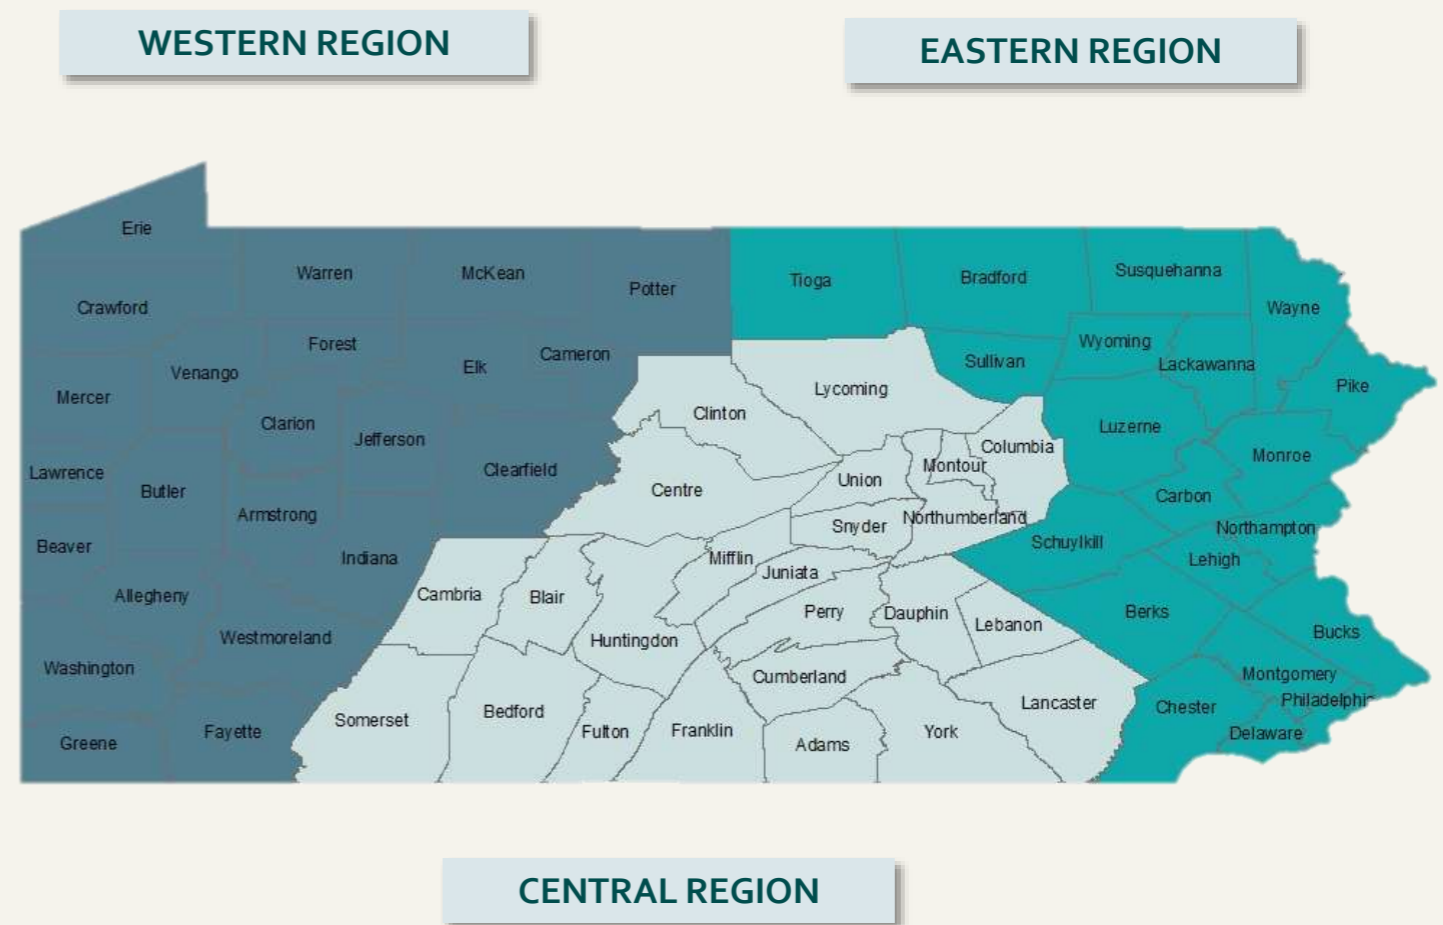 WESTERN REGION
EASTERN REGION
Erie
Warren
McKean
Potter
Tioga
Bradford
Susquehanna
Wayne
Crawford
Forest
Venango
Elk
Cameron
Sullivan
Wyoming
Lackawanna
Pike
Mercer
Clarion
Jefferson
Clinton
Lycoming
Luzerne
Monroe
Lawrence
Butler
Clearfield
Centre
Union
Montour
Columbia
Carbon
Armstrong
Snyder
Northumberland
Schuylkill
Northampton
Lehigh
Beaver
Indiana
Mifflin
Juniata
Allegheny
Cambria
Blair
Huntingdon
Perry
Dauphin
Lebanon
Berks
Bucks
Westmoreland
Washington
Cumberland
Montgomery
Philadelphia
Somerset
Bedford
Fulton
Franklin
Adams
York
Lancaster
Chester
Delaware
Greene
Fayette
CENTRAL REGION